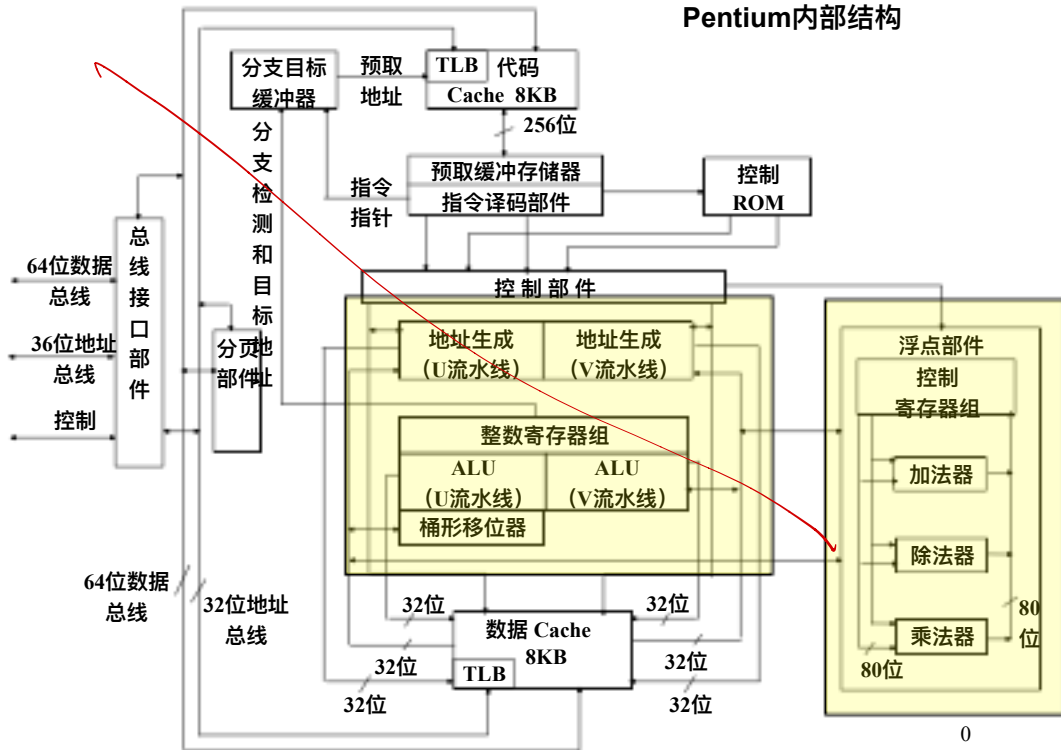 Pentium内部结构
分支目标
缓冲器
预取
地址
TLB
代码
Cache 8KB
256位
分支检测和目标地址
指令
指针
预取缓冲存储器
指令译码部件
控制
ROM
总线接口部件
64位数据
总线
36位地址
总线
控制
分页
部件
控制部件
地址生成
（U流水线）
地址生成
（V流水线）
整数寄存器组
ALU
（U流水线）
ALU
（V流水线）
桶形移位器
浮点部件
控制
寄存器组
加法器
除法器
乘法器
80位
80
位
64位数据
总线
32位地址
总线
32位
32位
32位
数据 Cache
8KB
TLB
32位
32位
32位
0